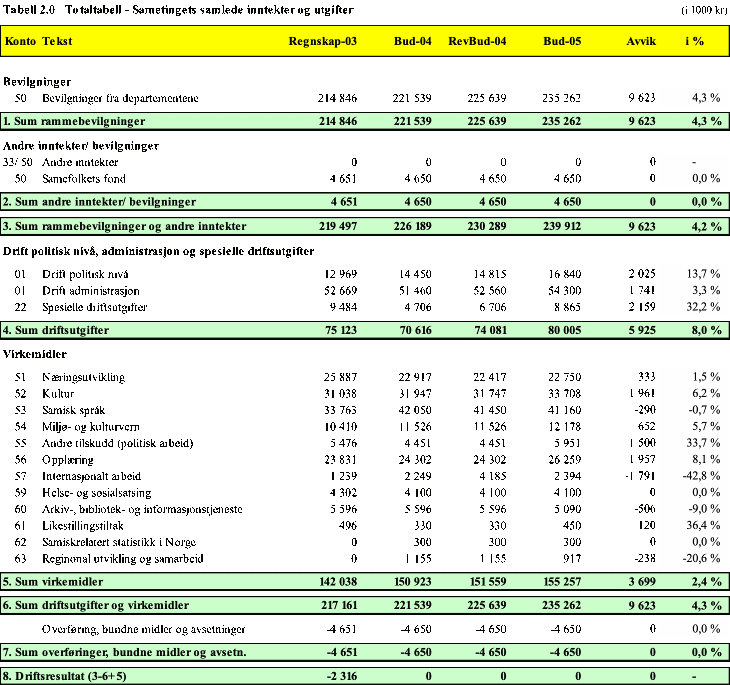 Tabell 2.0 Totaltabell - Sametingets samlede inntekter og utgifter (i 1000 kr)
Konto Tekst Regnskap-03 Bud-04 RevBud-04 Bud-05 Avvik i %
Bevilgninger
50 Bevilgninger fra departementene 214 846 221 539 225 639 235 262 9 623 4,3 %
1. Sum rammebevilgninger 214 846 221 539 225 639 235 262 9 623 4,3 %
Andre inntekter/ bevilgninger
33/ 50 Andre inntekter 0 0 0 0 0 -
50 Samefolkets fond 4 651 4 650 4 650 4 650 0 0,0 %
2. Sum andre inntekter/ bevilgninger 4 651 4 650 4 650 4 650 0 0,0 %
3. Sum rammebevilgninger og andre inntekter 219 497 226 189 230 289 239 912 9 623 4,2 %
Drift politisk nivå, administrasjon og spesielle driftsutgifter
01 Drift politisk nivå 12 969 14 450 14 815 16 840 2 025 13,7 %
01 Drift administrasjon 52 669 51 460 52 560 54 300 1 741 3,3 %
22 Spesielle driftsutgifter 9 484 4 706 6 706 8 865 2 159 32,2 %
4. Sum driftsutgifter 75 123 70 616 74 081 80 005 5 925 8,0 %
Virkemidler
51 Næringsutvikling 25 887 22 917 22 417 22 750 333 1,5 %
52 Kultur 31 038 31 947 31 747 33 708 1 961 6,2 %
53 Samisk språk 33 763 42 050 41 450 41 160 -290 -0,7 %
54 Miljø- og kulturvern 10 410 11 526 11 526 12 178 652 5,7 %
55 Andre tilskudd (politisk arbeid) 5 476 4 451 4 451 5 951 1 500 33,7 %
56 Opplæring 23 831 24 302 24 302 26 259 1 957 8,1 %
57 Internasjonalt arbeid 1 239 2 249 4 185 2 394 -1 791 -42,8 %
59 Helse- og sosialsatsing 4 302 4 100 4 100 4 100 0 0,0 %
60 Arkiv-, bibliotek- og informasjonstjeneste 5 596 5 596 5 596 5 090 -506 -9,0 %
61 Likestillingstiltak 496 330 330 450 120 36,4 %
62 Samiskrelatert statistikk i Norge 0 300 300 300 0 0,0 %
63 Reginonal utvikling og samarbeid 0 1 155 1 155 917 -238 -20,6 %
5. Sum virkemidler 142 038 150 923 151 559 155 257 3 699 2,4 %
6. Sum driftsutgifter og virkemidler 217 161 221 539 225 639 235 262 9 623 4,3 %
Overføring, bundne midler og avsetninger -4 651 -4 650 -4 650 -4 650 0 0,0 %
7. Sum overføringer, bundne midler og avsetn. -4 651 -4 650 -4 650 -4 650 0 0,0 %
8. Driftsresultat (3-6+5) -2 316 0 0 0 0 -